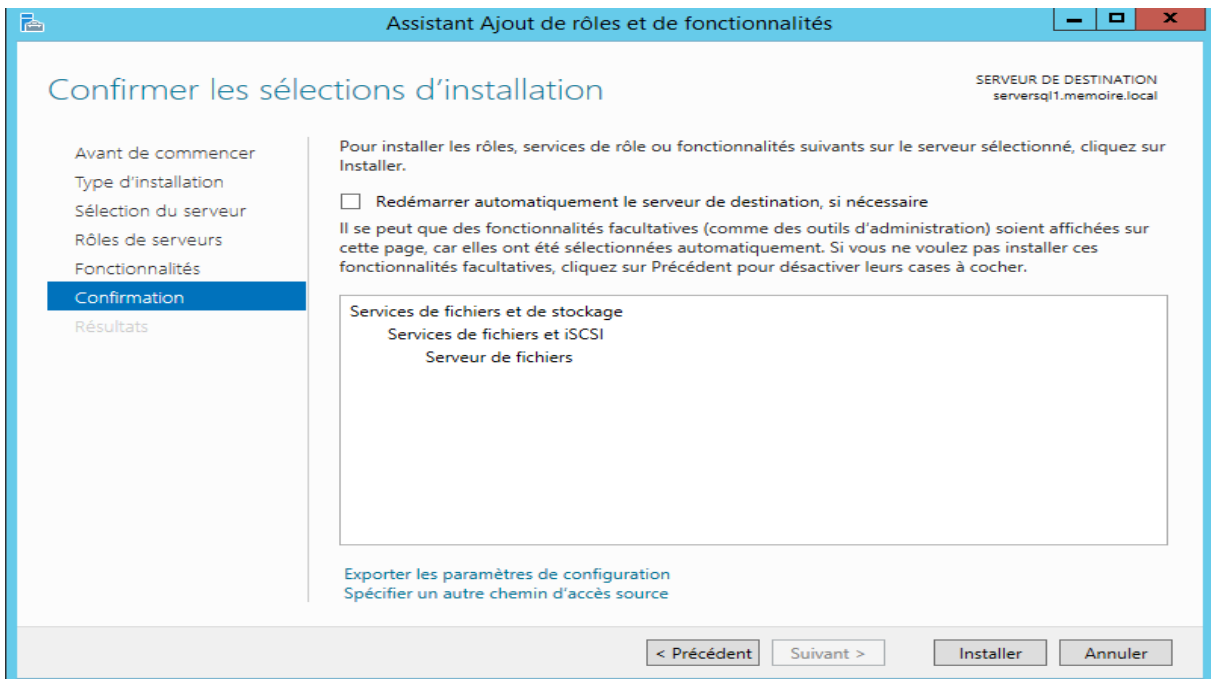 Assistant Ajout de rôles et de fonctionnalités
Confirmer les sélections d'installation
SERVEUR DE DESTINATION
serversql1.memoire.local
Avant de commencer
Type d'installation
Sélection du serveur
Rôles de serveurs
Fonctionnalités
Confirmation
Résultats
Pour installer les rôles, services de rôle ou fonctionnalités suivants sur le serveur sélectionné, cliquez sur
Installer.
Redémarrer automatiquement le serveur de destination, si nécessaire
Il se peut que des fonctionnalités facultatives (comme des outils d'administration) soient affichées sur
cette page, car elles ont été sélectionnées automatiquement. Si vous ne voulez pas installer ces
fonctionnalités facultatives, cliquez sur Précédent pour désactiver leurs cases à cocher.
Services de fichiers et de stockage
Services de fichiers et iSCSI
Serveur de fichiers
Exporter les paramètres de configuration
Spécifier un autre chemin d'accès source
< Précédent
Suivant >
Installer
Annuler